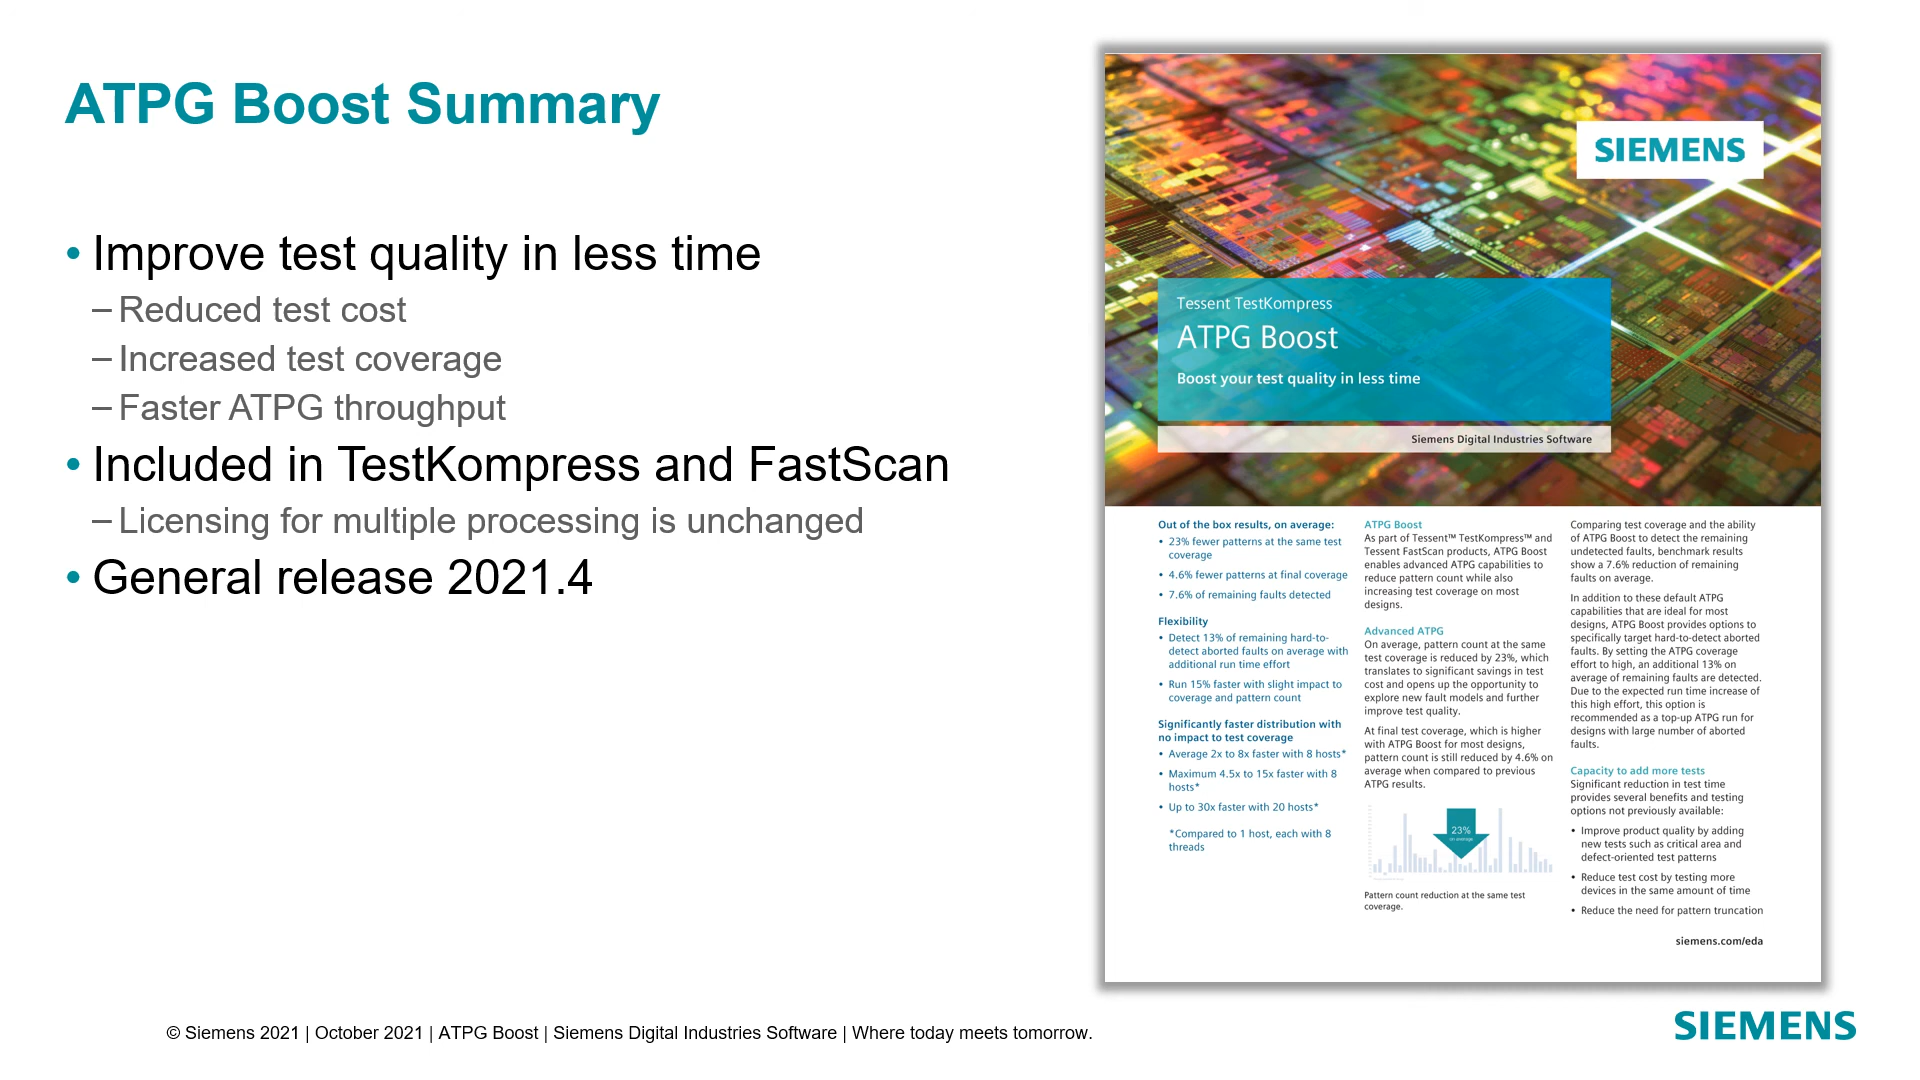 ATPG Boost Summary
• Improve test quality in less time
– Reduced test cost
– Increased test coverage
– Faster ATPG throughput
• Included in TestKompress and FastScan
– Licensing for multiple processing is unchanged
• General release 2021.4
SIEMENS
Tessent TestKompress
ATPG Boost
Boost your test quality in less time
Siemens Digital Industries Software
Out of the box results, on average:
• 23% fewer patterns at the same test
coverage
• 4.6% fewer patterns at final coverage
• 7.6% of remaining faults detected
Flexibility
• Detect 13% of remaining hard-to-
detect aborted faults on average with
additional run time effort
• Run 15% faster with slight impact to
coverage and pattern count
Significantly faster distribution with
no impact to test coverage
• Average 2x to 8x faster with 8 hosts*
• Maximum 4.5x to 15x faster with 8
hosts*
• Up to 30x faster with 20 hosts*
*Compared to 1 host, each with 8
threads
ATPG Boost
As part of Tessent™ TestKompress™ and
Tessent FastScan products, ATPG Boost
enables advanced ATPG capabilities to
reduce pattern count while also
increasing test coverage on most
designs.
Advanced ATPG
On average, pattern count at the same
test coverage is reduced by 23%, which
translates to significant savings in test
cost and opens up the opportunity to
explore new fault models and further
improve test quality.
At final test coverage, which is higher
with ATPG Boost for most designs,
pattern count is still reduced by 4.6% on
average when compared to previous
ATPG results.
23%
on average
Pattern count reduction at the same test
coverage.
Comparing test coverage and the ability
of ATPG Boost to detect the remaining
undetected faults, benchmark results
show a 7.6% reduction of remaining
faults on average.
In addition to these default ATPG
capabilities that are ideal for most
designs, ATPG Boost provides options to
specifically target hard-to-detect aborted
faults. By setting the ATPG coverage
effort to high, an additional 13% on
average of remaining faults are detected.
Due to the expected run time increase of
this high effort, this option is
recommended as a top-up ATPG run for
designs with large number of aborted
faults.
Capacity to add more tests
Significant reduction in test time
provides several benefits and testing
options not previously available:
• Improve product quality by adding
new tests such as critical area and
defect-oriented test patterns
• Reduce test cost by testing more
devices in the same amount of time
• Reduce the need for pattern truncation
siemens.com/eda
© Siemens 2021 | October 2021 | ATPG Boost | Siemens Digital Industries Software | Where today meets tomorrow.
SIEMENS